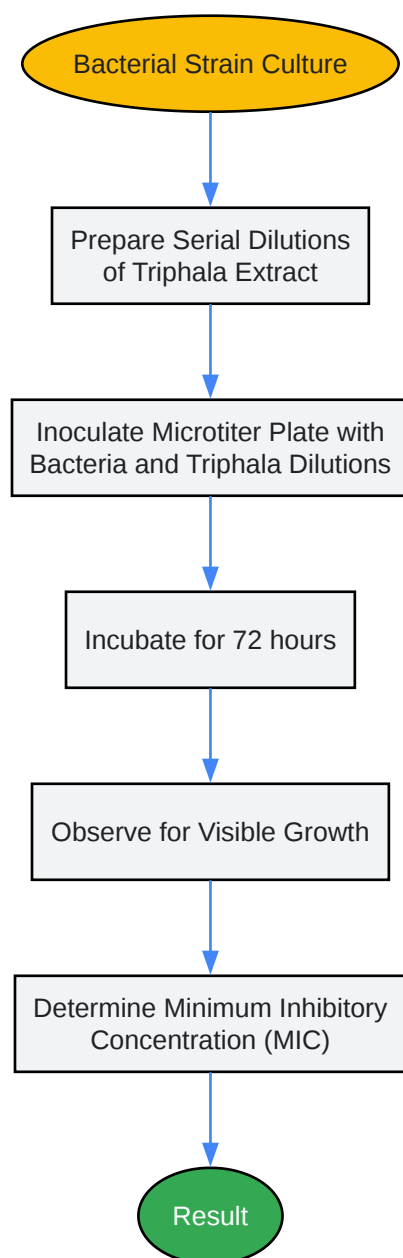 Bacterial Strain Culture
Prepare Serial Dilutions
of Triphala Extract
Inoculate Microtiter Plate with
Bacteria and Triphala Dilutions
Incubate for 72 hours
Observe for Visible Growth
Determine Minimum Inhibitory
Concentration (MIC)
Result